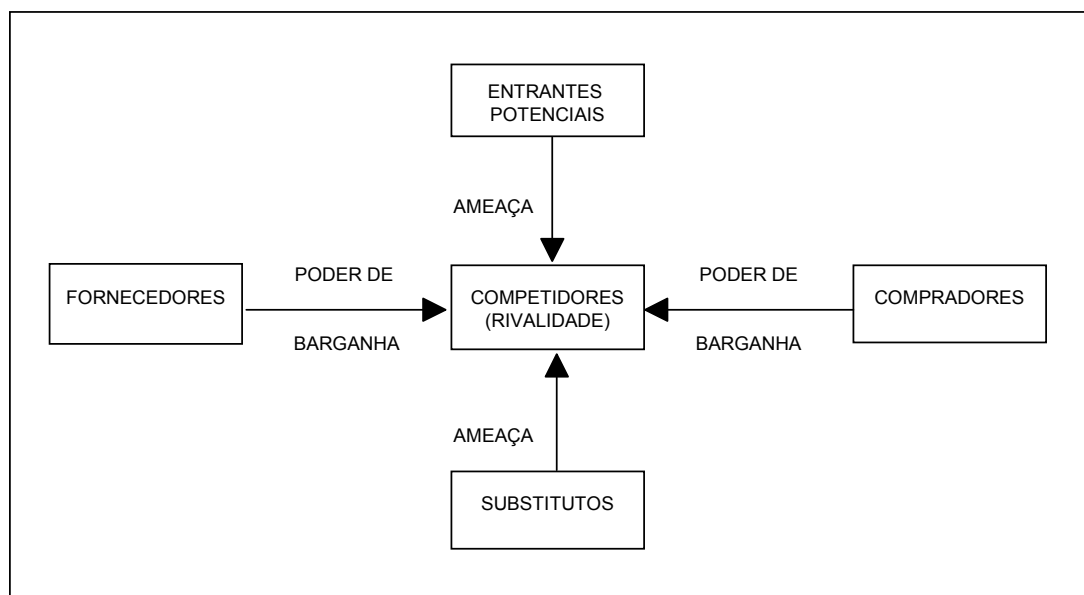 ENTRANTES
POTENCIAIS
AMEAÇA
FORNECEDORES
PODER DE
BARGANHA
COMPETIDORES
(RIVALIDADE)
PODER DE
BARGANHA
COMPRADORES
AMEAÇA
SUBSTITUTOS